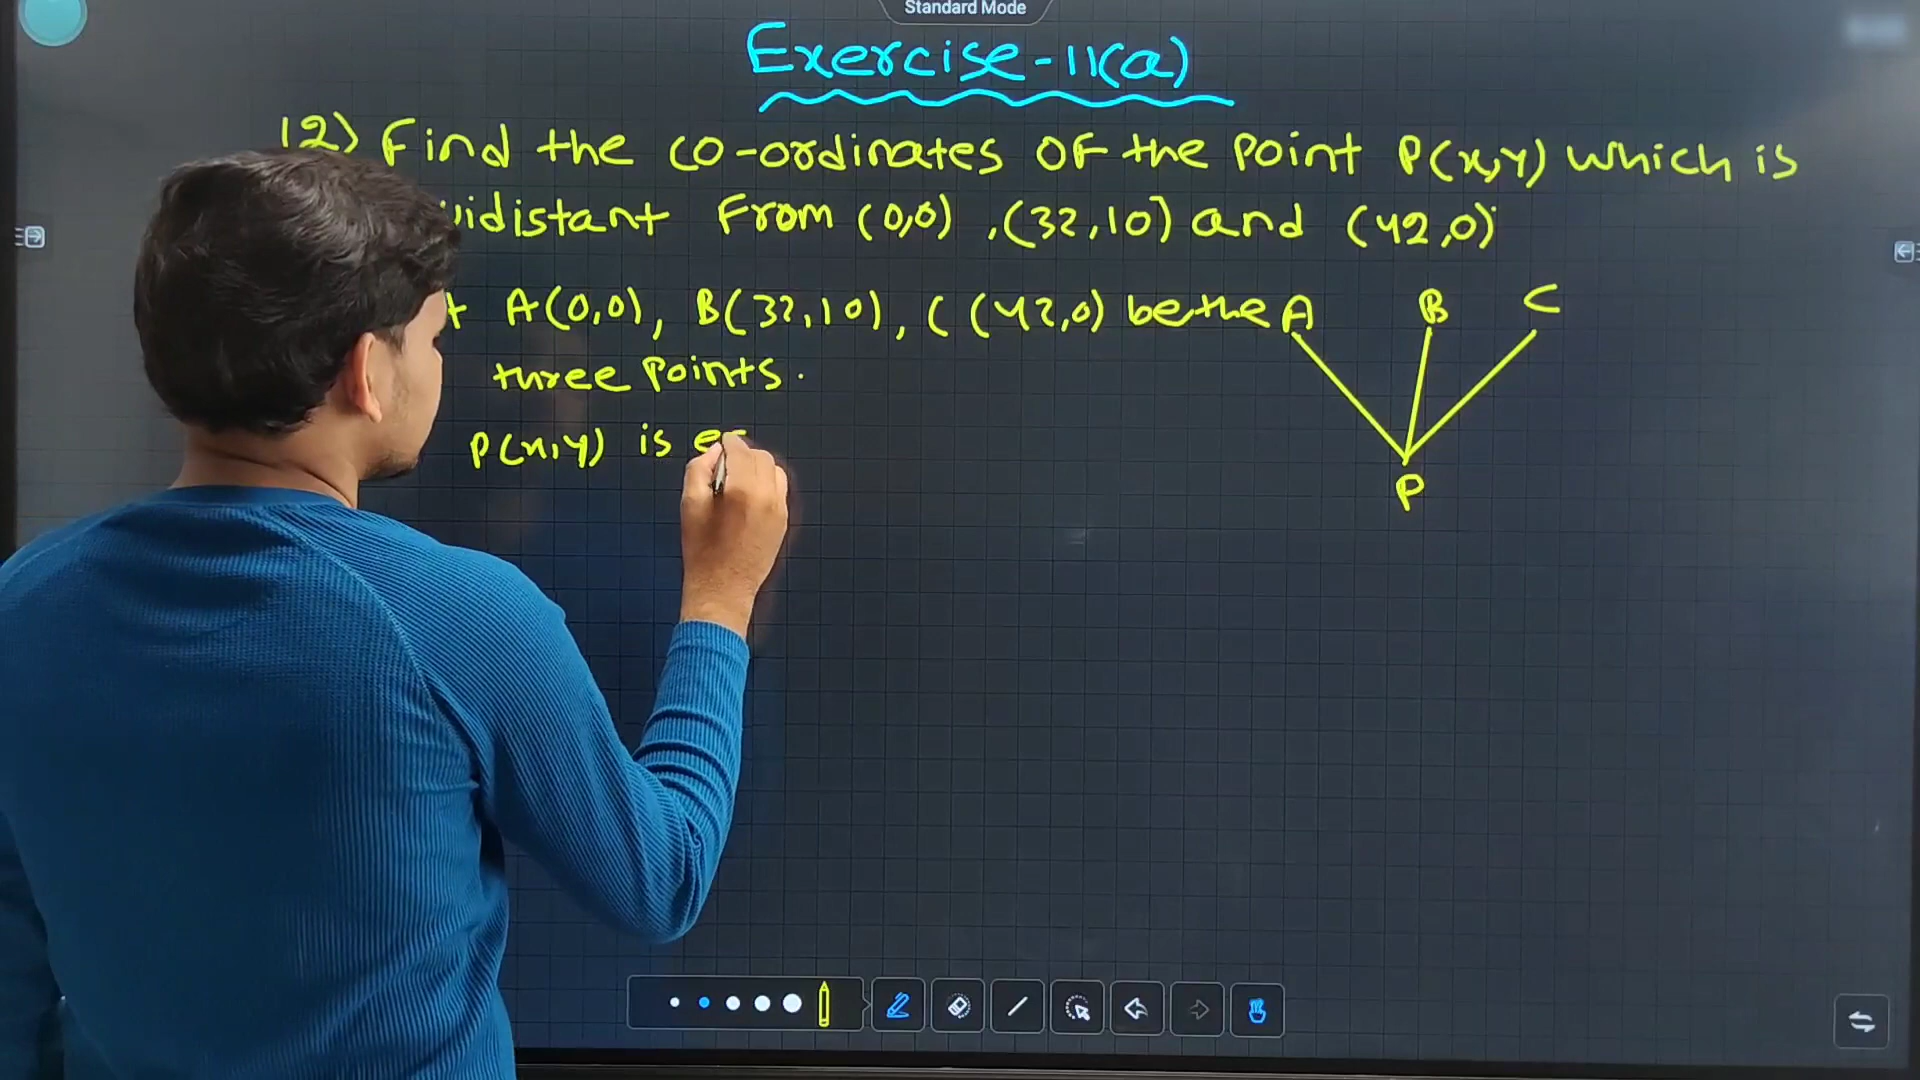 Standard Mode
Exercise-11(a)
12) Find the co-ordinates OF the point P(x,y) which is
uidistant From (0,0) ,(32,10) and (42,0)
A(0,0), B(32,10), C (42,0) be the
A B C
three points.
P(x,y) is
P